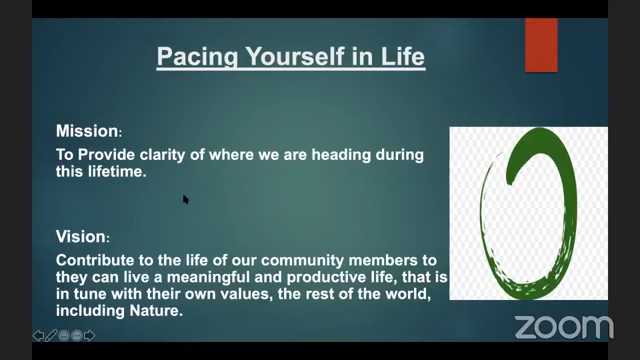 Pacing Yourself in Life
Mission:
To Provide clarity of where we are heading during
this lifetime.
Vision:
Contribute to the life of our community members to
they can live a meaningful and productive life, that is
in tune with their own values, the rest of the world,
including Nature.
zoom